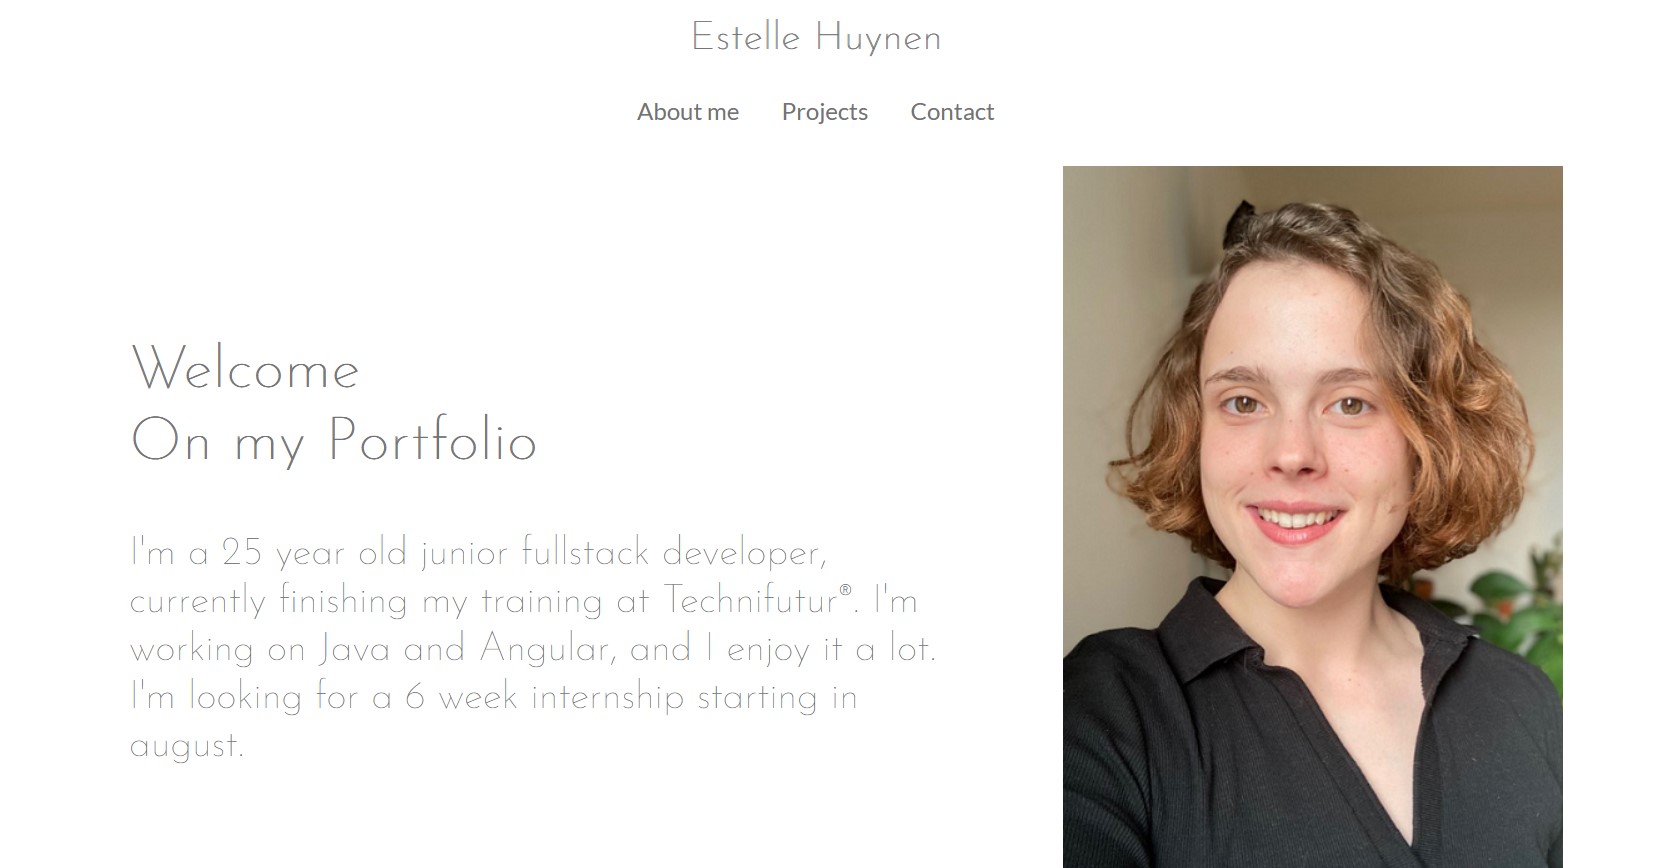 Estelle Huynen
About me Projects Contact
Welcome
On my Portfolio
I'm a 25 year old junior fullstack developer,
currently finishing my training at Technifutur®. I'm
working on Java and Angular, and I enjoy it a lot.
I'm looking for a 6 week internship starting in
august.